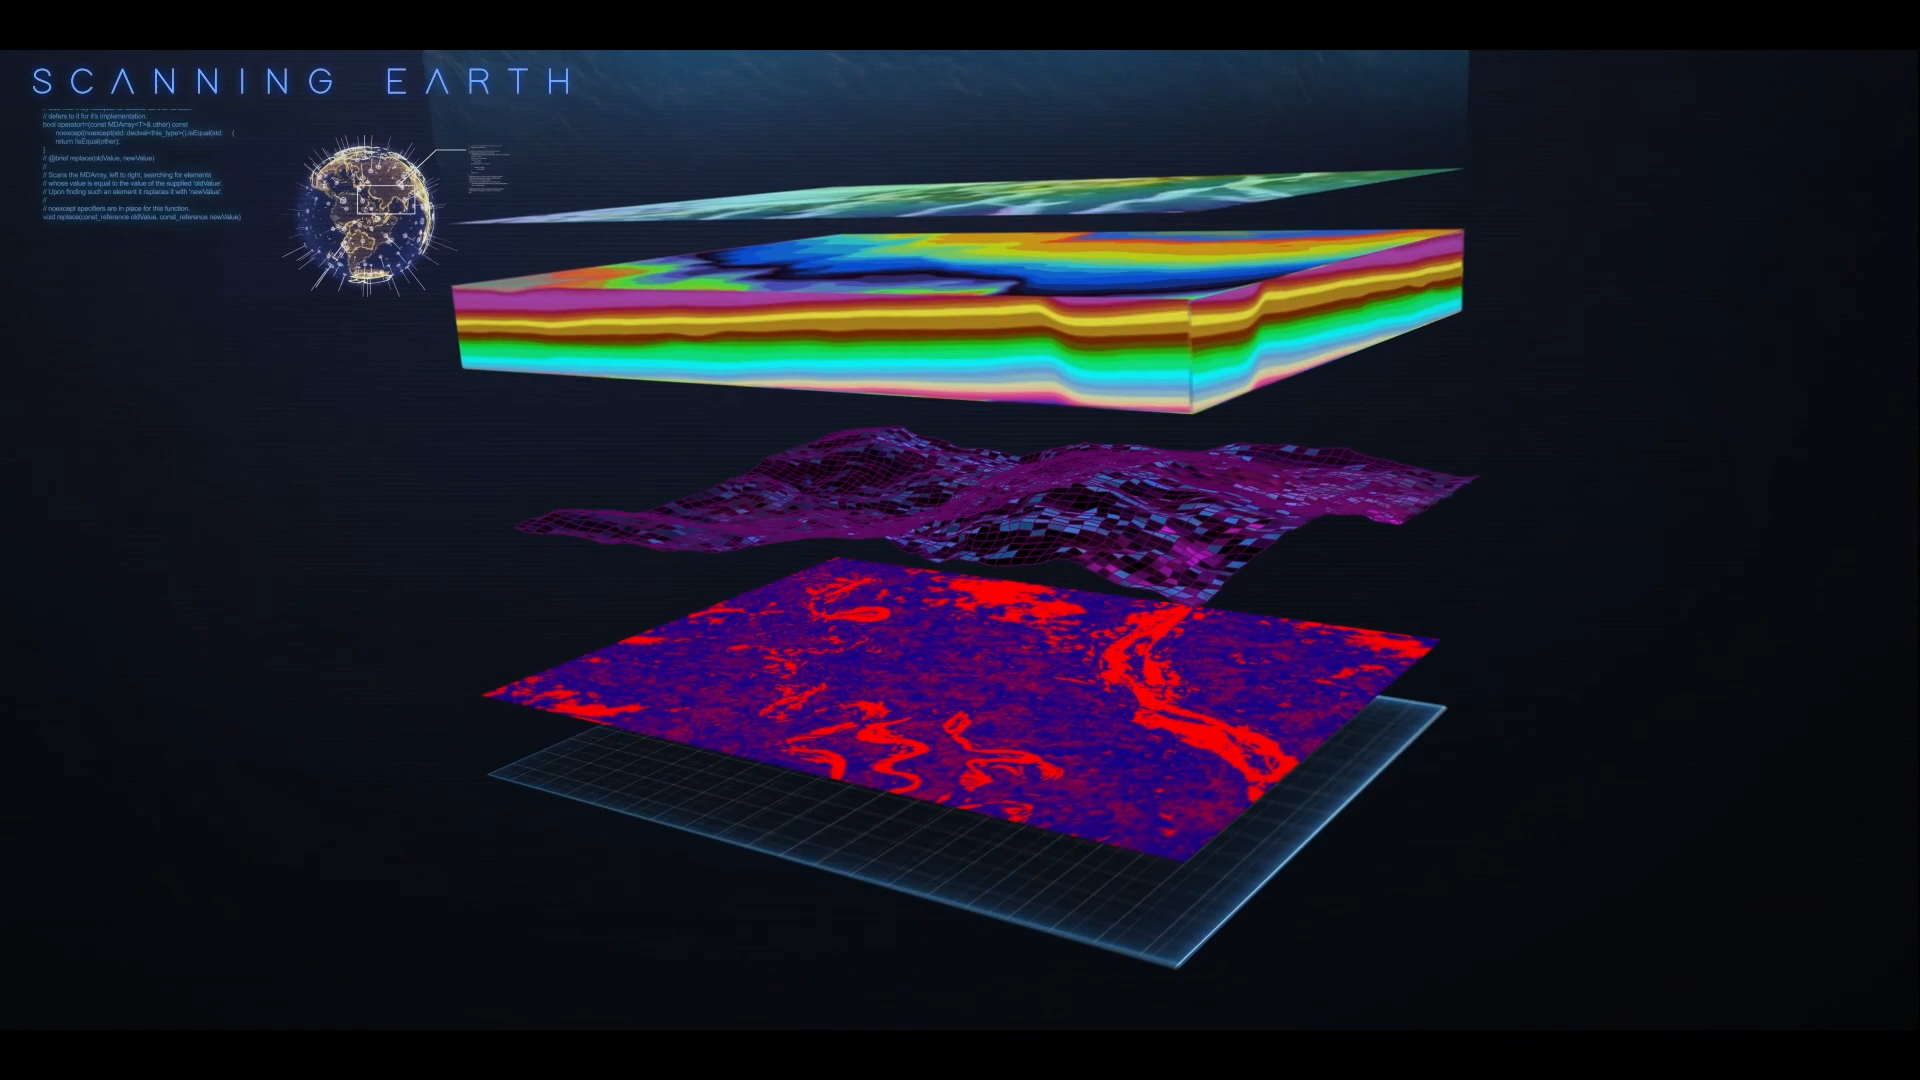 SCANNING EARTH
// defers to it for it's implementation.
bool operator!=(const MDArray<T>& other) const
noexcept(noexcept(std::declval<this_type>().isEqual(std: {
return !isEqual(other);
}
// @brief replace(oldValue, newValue)
//
// Scans the MDArray, left to right, searching for elements
// whose value is equal to the value of the supplied 'oldValue'.
// Upon finding such an element it replaces it with 'newValue'.
//
// noexcept specifiers are in place for this function.
void replace(const_reference oldValue, const_reference newValue)